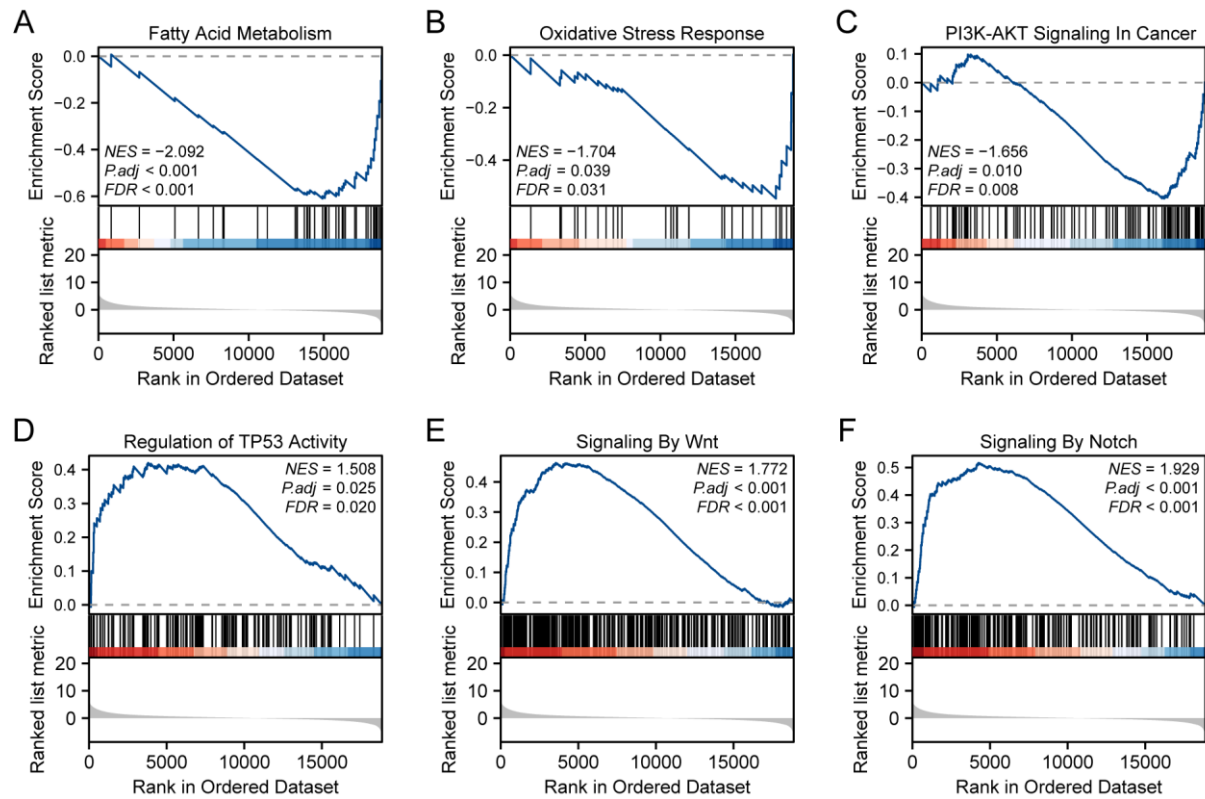 A
Fatty Acid Metabolism
Enrichment Score
0.0
−0.2
−0.4
−0.6
NES = −2.092
P.adj < 0.001
FDR < 0.001
Ranked list metric
20
10
0
0 5000 10000 15000
Rank in Ordered Dataset
B
Oxidative Stress Response
Enrichment Score
0.0
−0.2
−0.4
NES = −1.704
P.adj = 0.039
FDR = 0.031
Ranked list metric
20
10
0
0 5000 10000 15000
Rank in Ordered Dataset
C
PI3K-AKT Signaling In Cancer
Enrichment Score
0.1
0.0
−0.1
−0.2
−0.3
−0.4
NES = −1.656
P.adj = 0.010
FDR = 0.008
Ranked list metric
20
10
0
0 5000 10000 15000
Rank in Ordered Dataset
D
Regulation of TP53 Activity
Enrichment Score
0.4
0.3
0.2
0.1
0.0
NES = 1.508
P.adj = 0.025
FDR = 0.020
Ranked list metric
20
10
0
0 5000 10000 15000
Rank in Ordered Dataset
E
Signaling By Wnt
Enrichment Score
0.4
0.3
0.2
0.1
0.0
NES = 1.772
P.adj < 0.001
FDR < 0.001
Ranked list metric
20
10
0
0 5000 10000 15000
Rank in Ordered Dataset
F
Signaling By Notch
Enrichment Score
0.5
0.4
0.3
0.2
0.1
0.0
NES = 1.929
P.adj < 0.001
FDR < 0.001
Ranked list metric
20
10
0
0 5000 10000 15000
Rank in Ordered Dataset